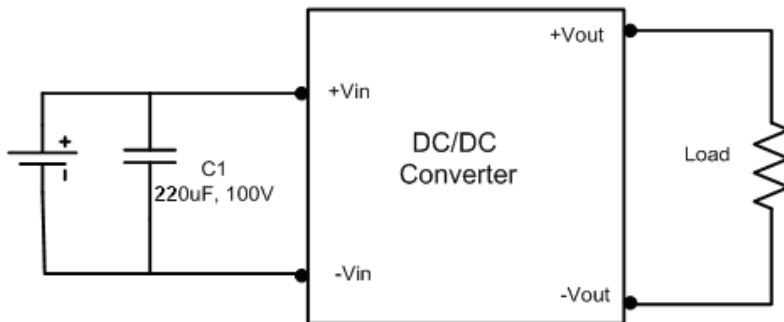 +Vout
+Vin
+
-
DC/DC
Converter
C1
220uF, 100V
Load
-Vin
-Vout